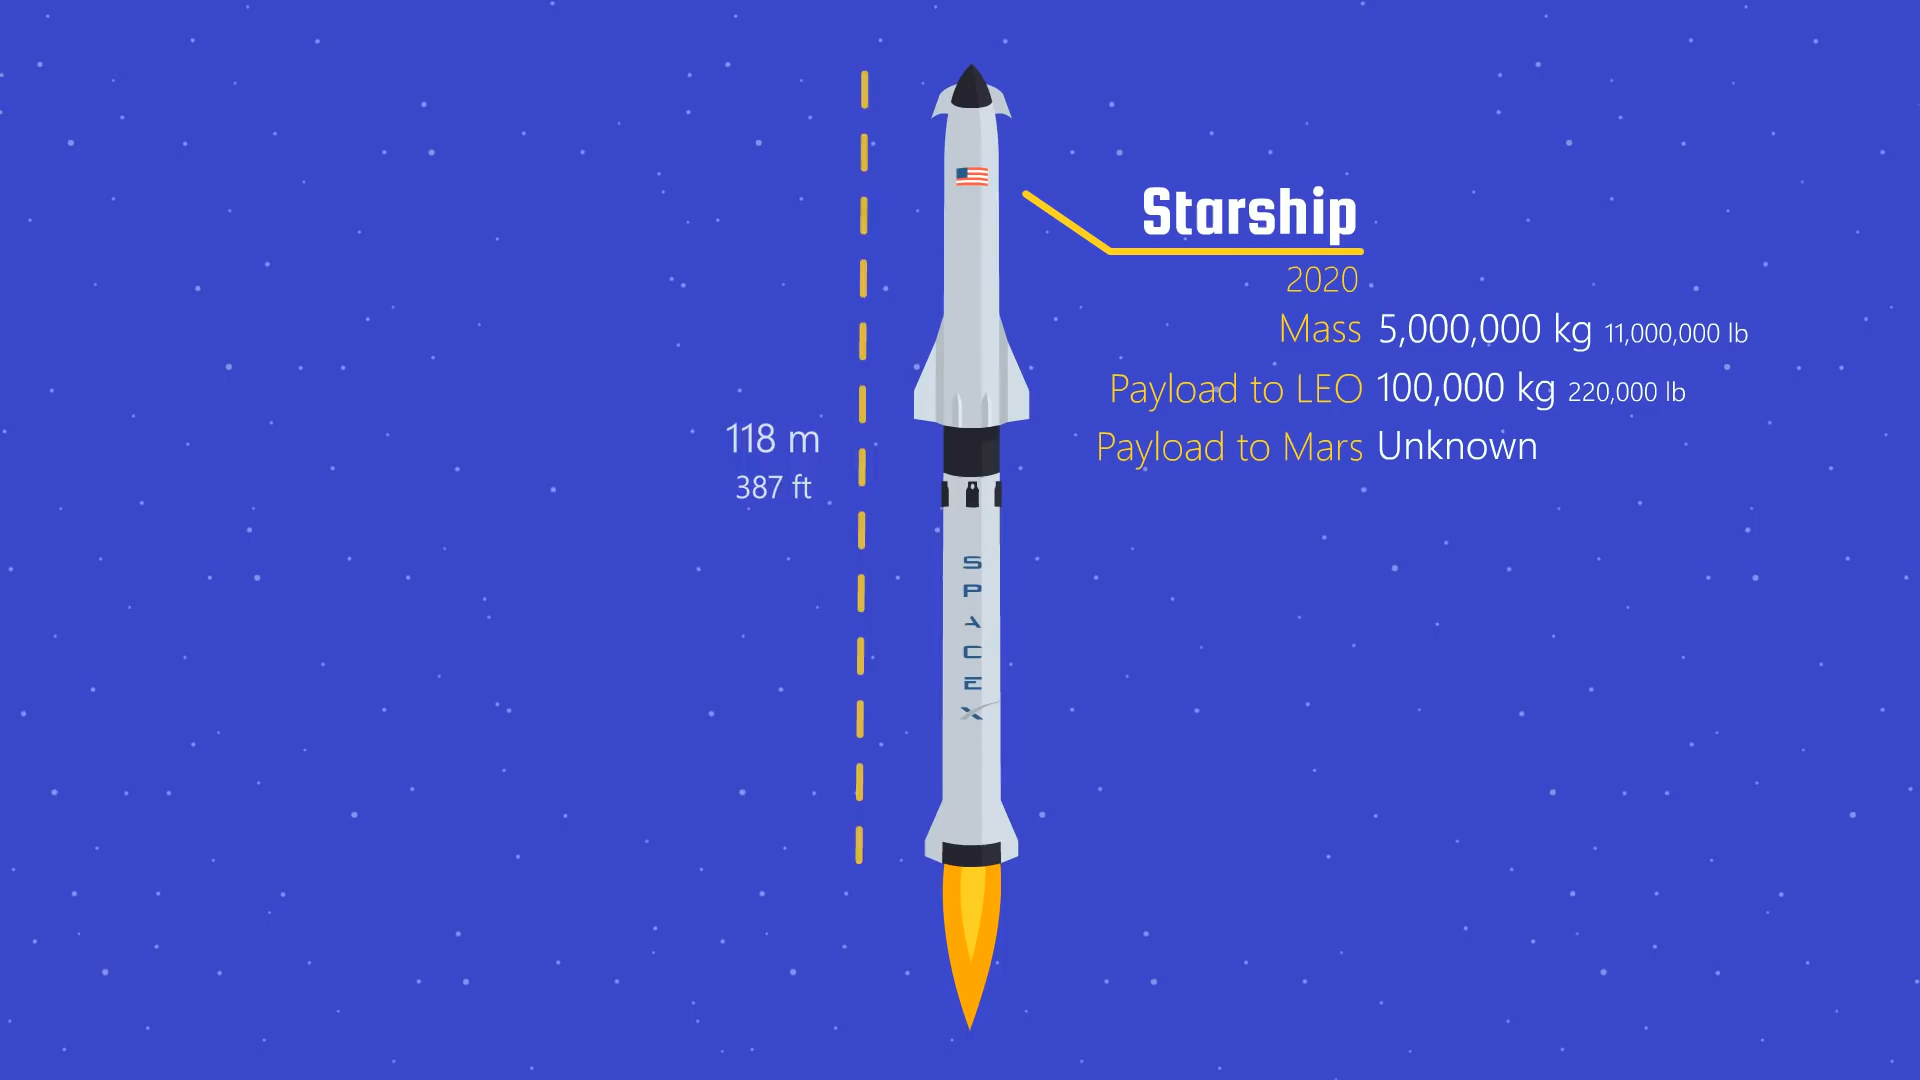 Starship
2020
Mass 5,000,000 kg 11,000,000 lb
Payload to LEO 100,000 kg 220,000 lb
Payload to Mars Unknown
118 m
387 ft
S
P
A
C
E
X